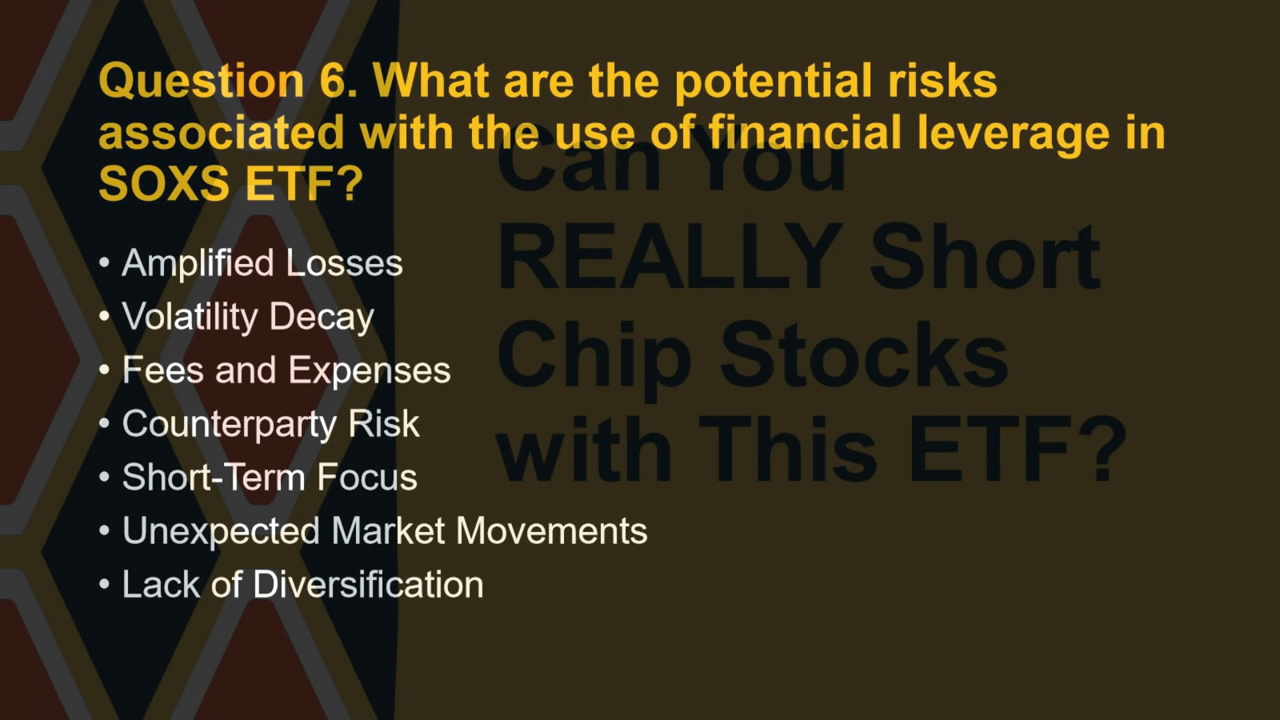 Question 6. What are the potential risks
associated with the use of financial leverage in
SOXS ETF?
• Amplified Losses
• Volatility Decay
• Fees and Expenses
• Counterparty Risk
• Short-Term Focus
• Unexpected Market Movements
• Lack of Diversification
Can You
REALLY Short
Chip Stocks
with This ETF?